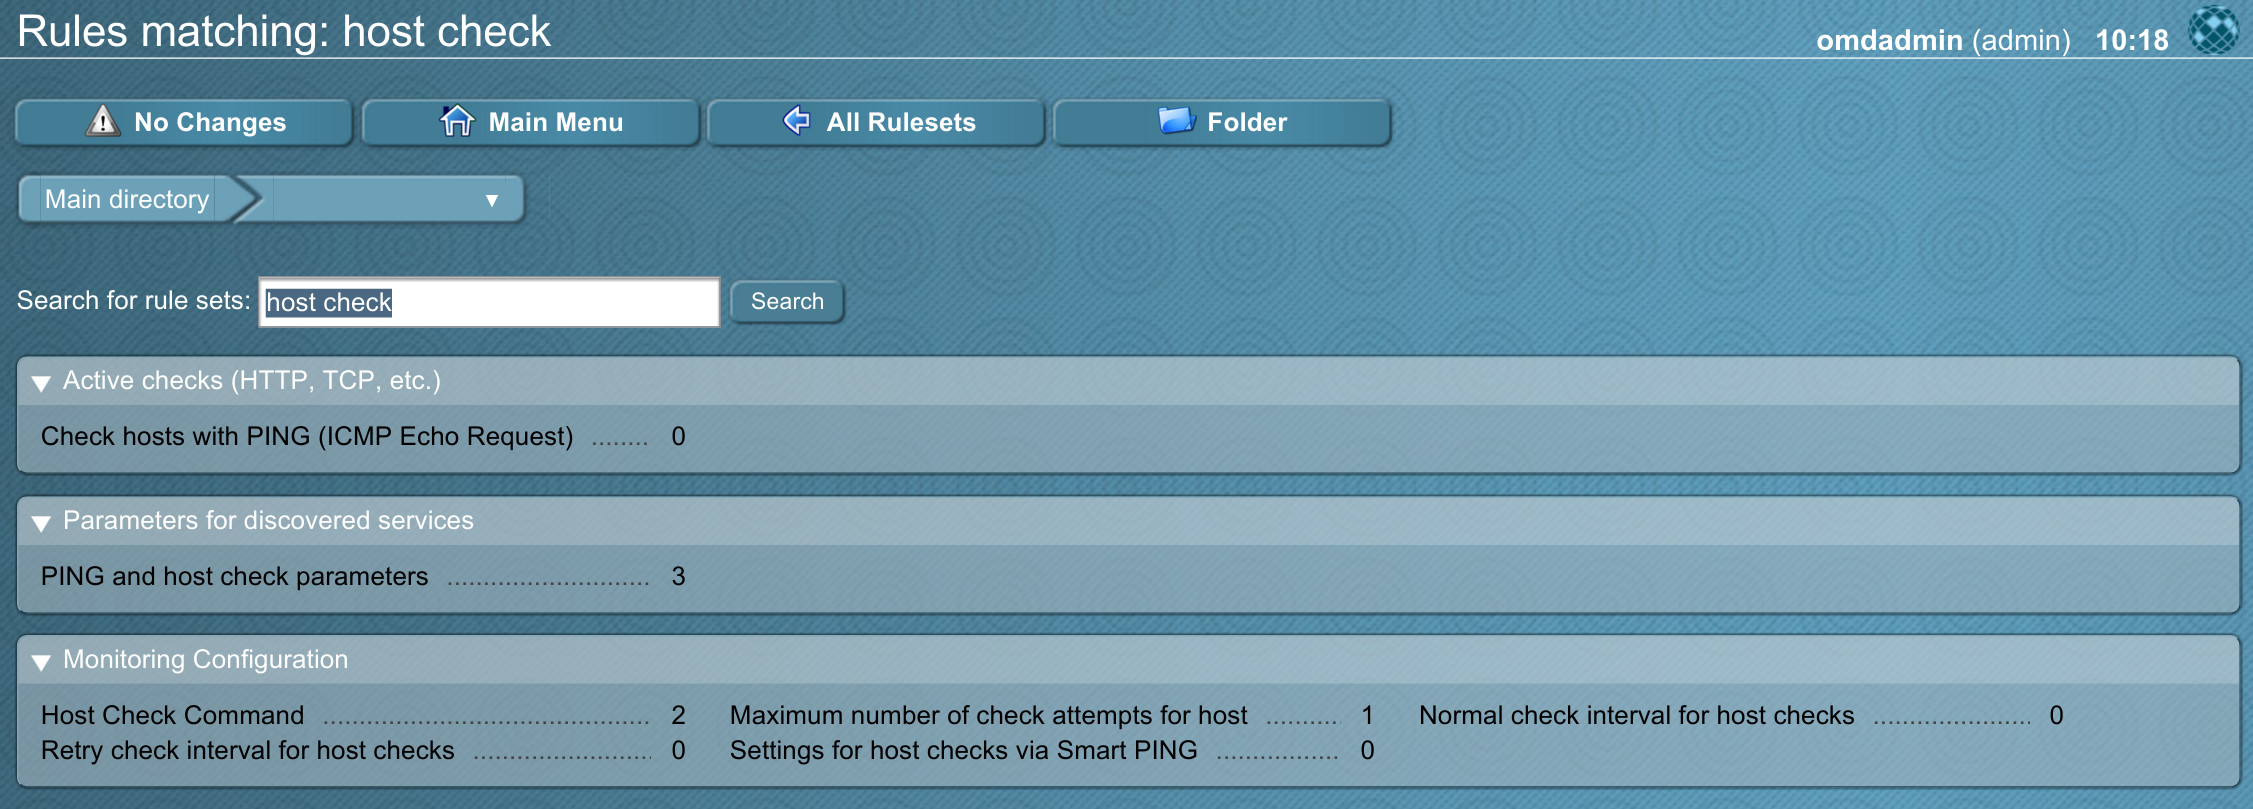 Rules matching: host check
omdadmin (admin) 10:18
No Changes
Main Menu
All Rulesets
Folder
Main directory
Search for rule sets: host check Search
Active checks (HTTP, TCP, etc.)
Check hosts with PING (ICMP Echo Request) ........ 0
Parameters for discovered services
PING and host check parameters ............................ 3
Monitoring Configuration
Host Check Command ............................................. 2 Maximum number of check attempts for host .......... 1 Normal check interval for host checks ...................... 0
Retry check interval for host checks ......................... 0 Settings for host checks via Smart PING ................. 0